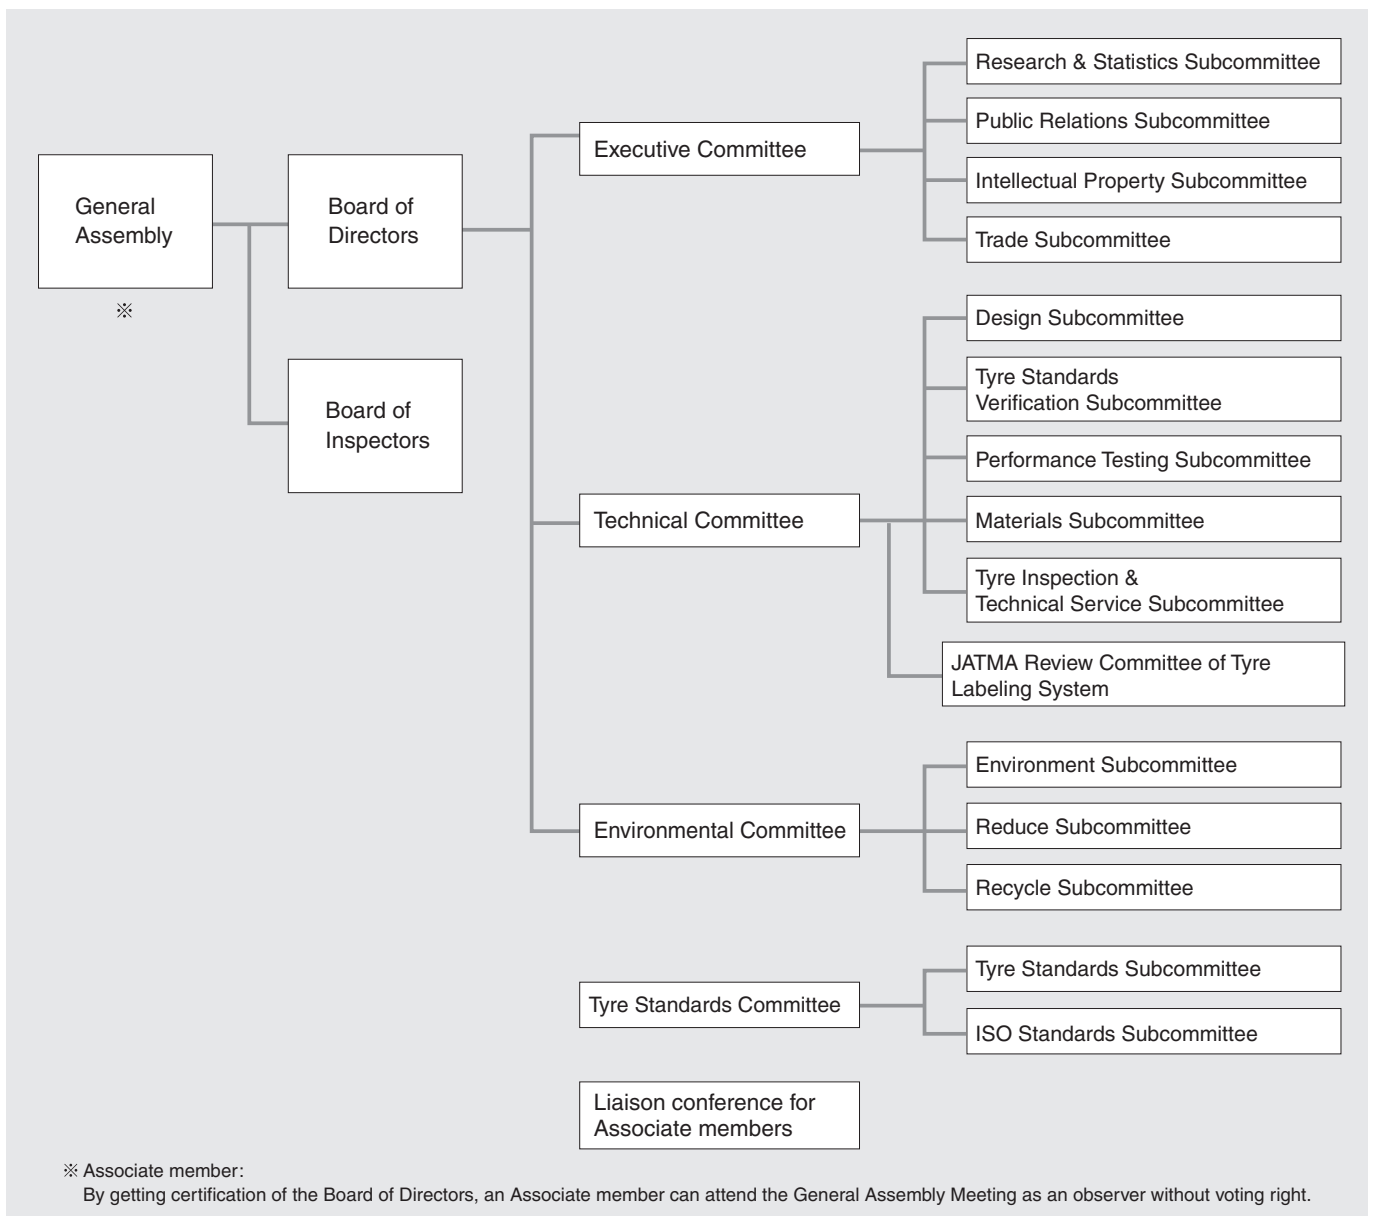 General
Assembly
※
Board of
Directors
Board of
Inspectors
Executive Committee
Research & Statistics Subcommittee
Public Relations Subcommittee
Intellectual Property Subcommittee
Trade Subcommittee
Technical Committee
Design Subcommittee
Tyre Standards
Verification Subcommittee
Performance Testing Subcommittee
Materials Subcommittee
Tyre Inspection &
Technical Service Subcommittee
JATMA Review Committee of Tyre
Labeling System
Environmental Committee
Environment Subcommittee
Reduce Subcommittee
Recycle Subcommittee
Tyre Standards Committee
Tyre Standards Subcommittee
ISO Standards Subcommittee
Liaison conference for
Associate members
※ Associate member:
By getting certification of the Board of Directors, an Associate member can attend the General Assembly Meeting as an observer without voting right.